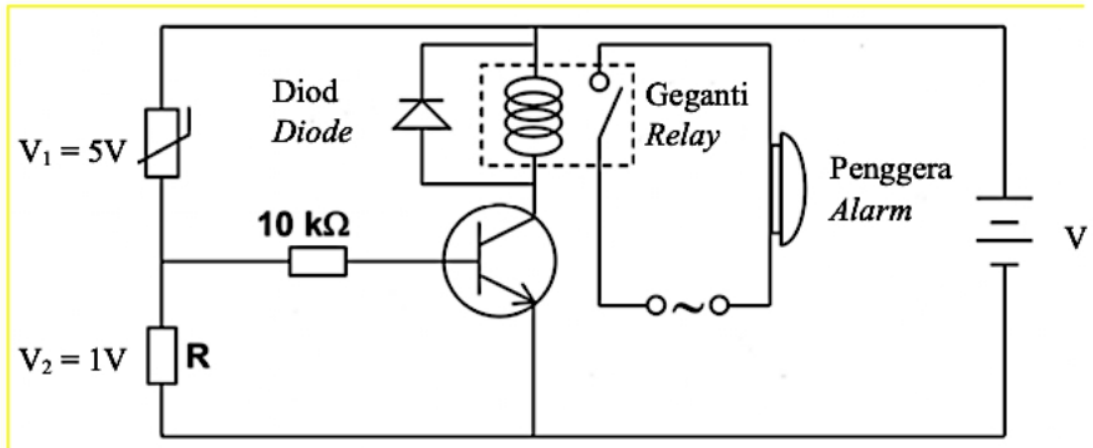 Diod
Diode
V₁ = 5V
Geganti
Relay
Penggera
Alarm
10 kΩ
V
V₂ = 1V
R